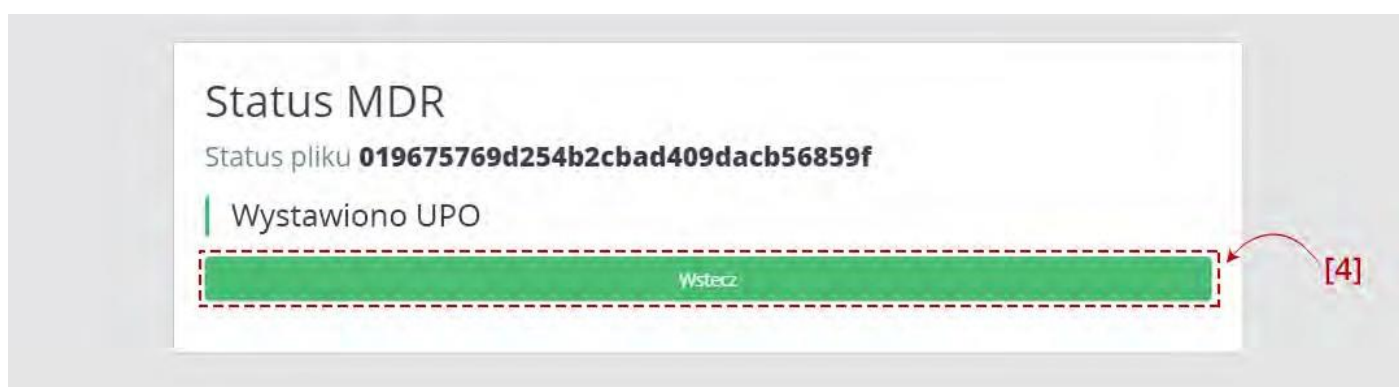 Status MDR
Status pliku 019675769d254b2cbad409dacb56859f
Wystawiono UPO
Wstecz
[4]